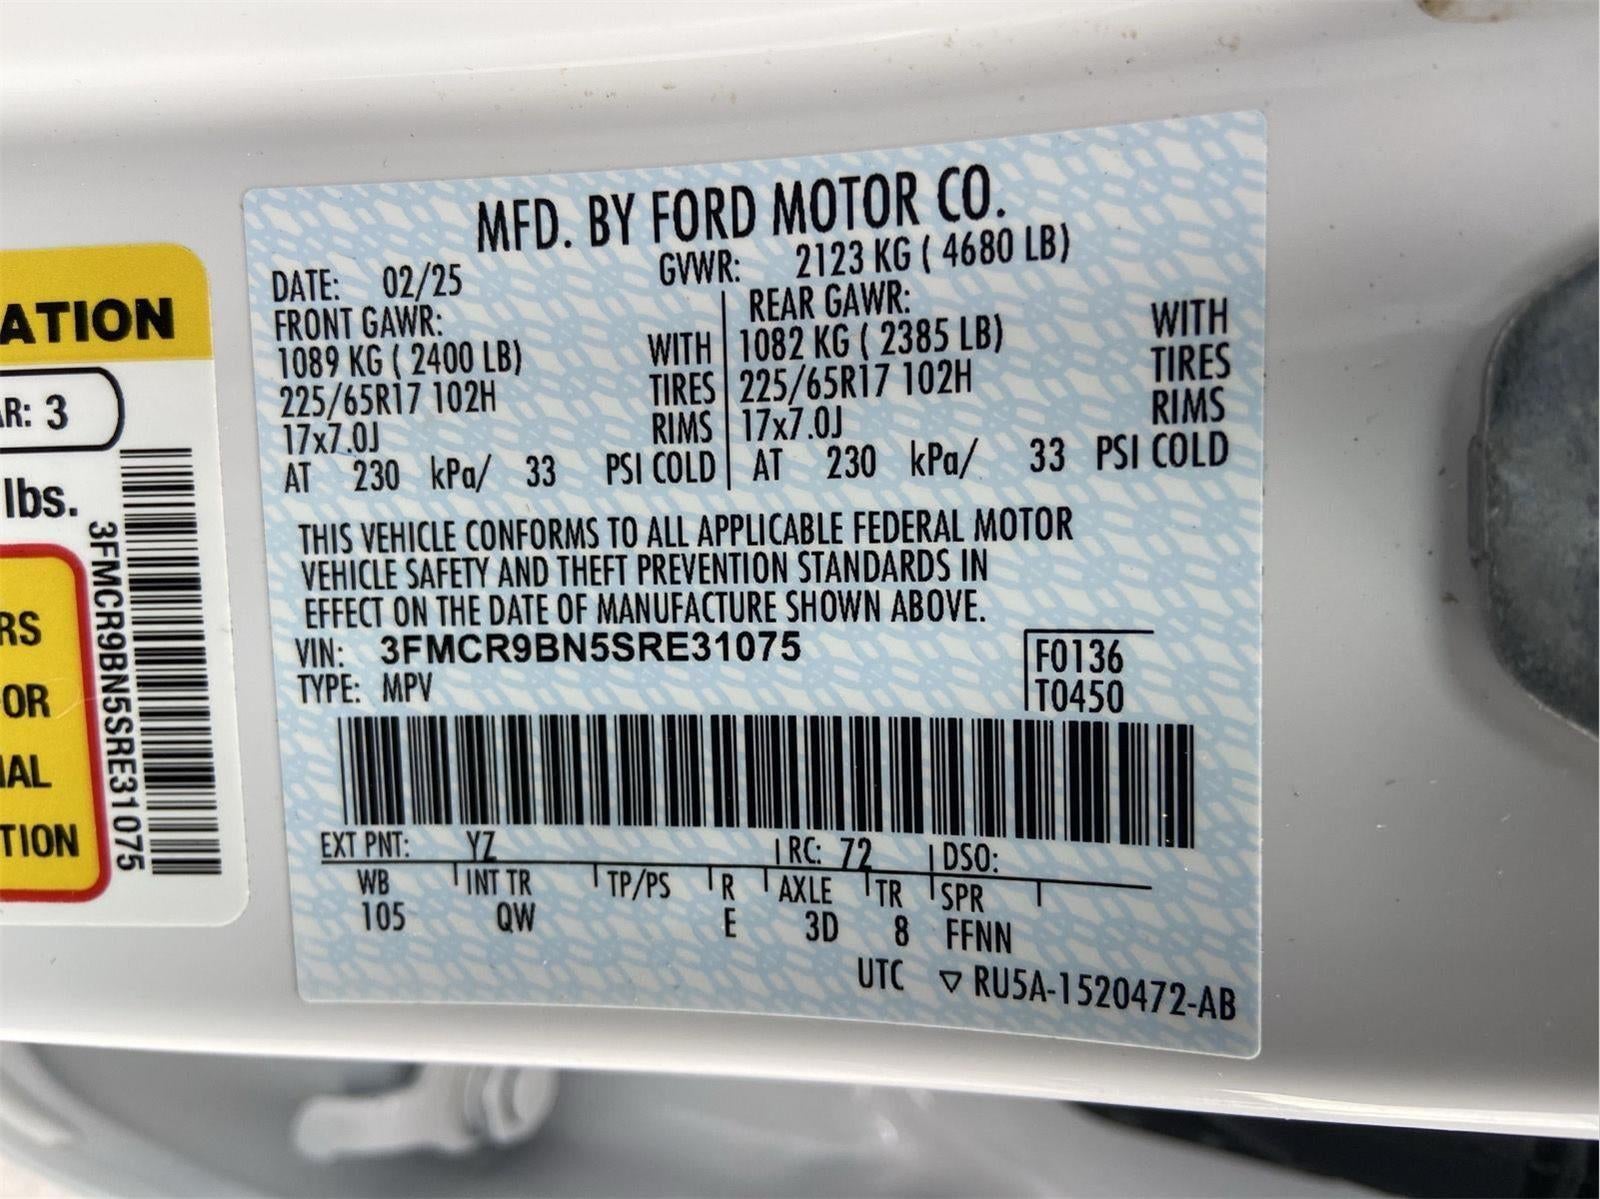 MFD. BY FORD MOTOR CO.
DATE: 02/25 GVWR: 2123 KG ( 4680 LB)
FRONT GAWR: REAR GAWR:
1089 KG ( 2400 LB) WITH 1082 KG ( 2385 LB) WITH
225/65R17 102H TIRES 225/65R17 102H TIRES
17x7.0J RIMS 17x7.0J RIMS
AT 230 kPa/ 33 PSI COLD AT 230 kPa/ 33 PSI COLD
THIS VEHICLE CONFORMS TO ALL APPLICABLE FEDERAL MOTOR
VEHICLE SAFETY AND THEFT PREVENTION STANDARDS IN
EFFECT ON THE DATE OF MANUFACTURE SHOWN ABOVE.
VIN: 3FMCR9BN5SRE31075 F0136
TYPE: MPV T0450
EXT PNT: YZ RC: 72 DSO:
WB INT TR TP/PS R AXLE TR SPR
105 QW E 3D 8 FFNN
UTC ▽ RU5A-1520472-AB
ATION
AR: 3
lbs.
3FMCR9BN5SRE31075
RS
OR
IAL
TION